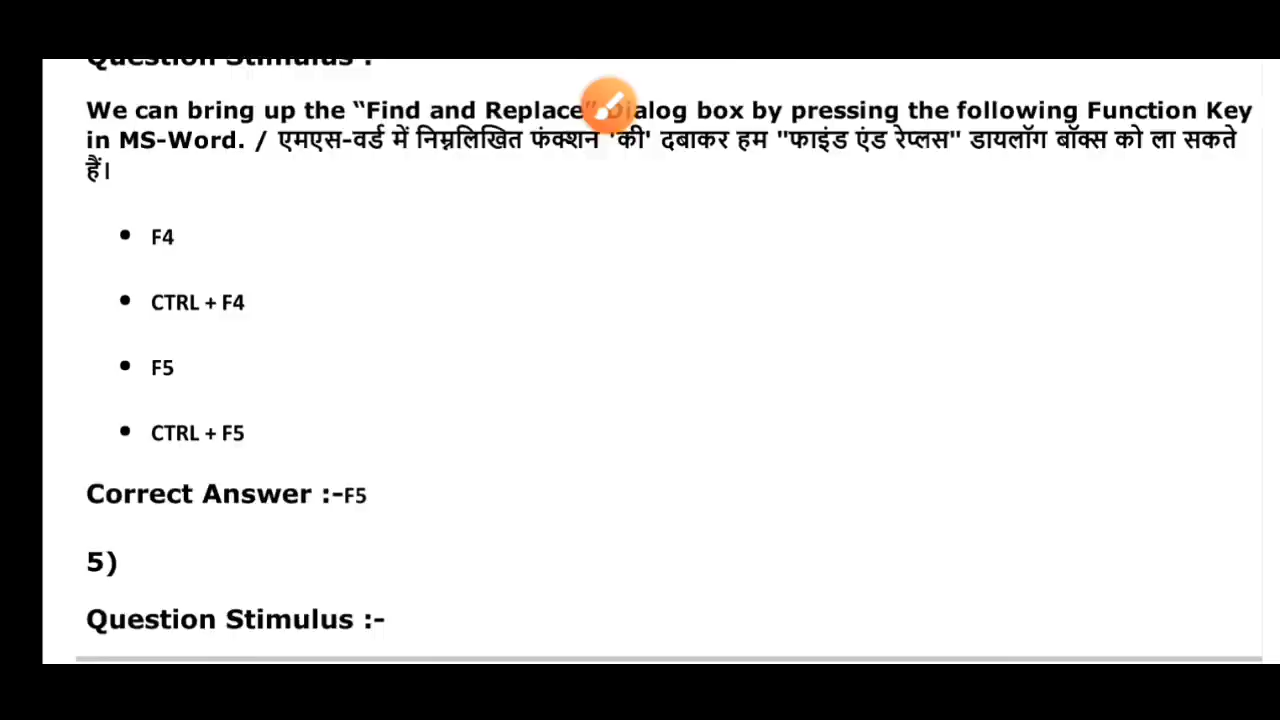 Question Stimulus :
We can bring up the “Find and Replace” Dialog box by pressing the following Function Key
in MS-Word. / एमएस-वर्ड में निम्नलिखित फंक्शन 'की' दबाकर हम "फाइंड एंड रेप्लस" डायलॉग बॉक्स को ला सकते
हैं।
• F4
• CTRL + F4
• F5
• CTRL + F5
Correct Answer :-F5
5)
Question Stimulus :-